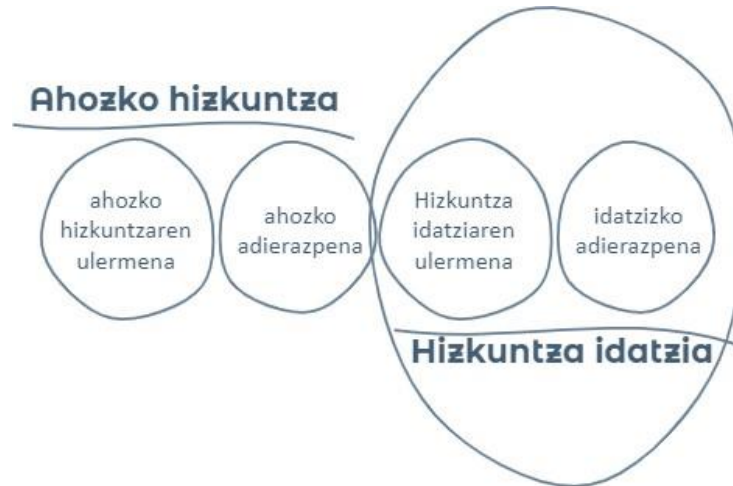 Ahozko hizkuntza
ahozko
hizkuntzaren
ulermena
ahozko
adierazpena
Hizkuntza
idatziaren
ulermena
idatzizko
adierazpena
Hizkuntza idatzia